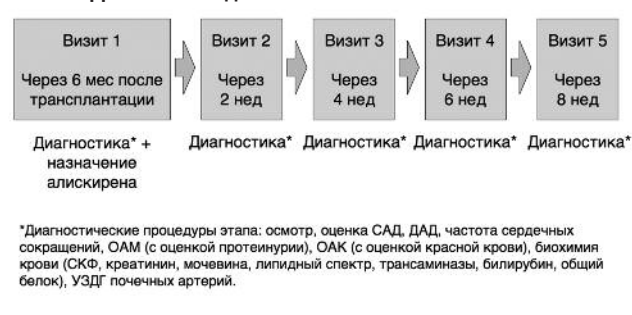 Визит 1
Через 6 мес после
трансплантации
Визит 2
Через
2 нед
Визит 3
Через
4 нед
Визит 4
Через
6 нед
Визит 5
Через
8 нед
Диагностика* +
назначение
алискирена
Диагностика*
Диагностика*
Диагностика*
Диагностика*
*Диагностические процедуры этапа: осмотр, оценка САД, ДАД, частота сердечных
сокращений, ОАМ (с оценкой протеинурии), ОАК (с оценкой красной крови), биохимия
крови (СКФ, креатинин, мочевина, липидный спектр, трансаминазы, билирубин, общий
белок), УЗДГ почечных артерий.